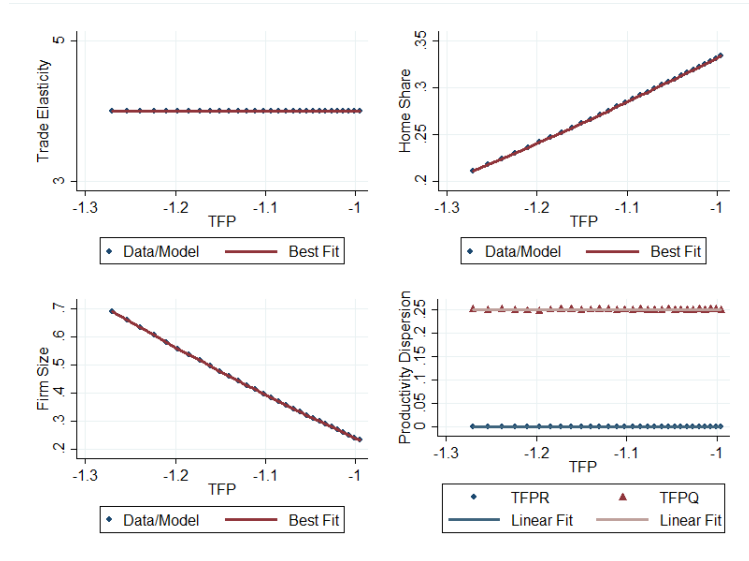 Trade Elasticity
5
3
-1.3 -1.2 -1.1 -1
TFP
Data/Model Best Fit
Home Share
.35
.3
.25
.2
-1.3 -1.2 -1.1 -1
TFP
Data/Model Best Fit
Firm Size
.7
.6
.5
.4
.3
.2
-1.3 -1.2 -1.1 -1
TFP
Data/Model Best Fit
Productivity Dispersion
.25
.2
.15
.1
.05
0
-1.3 -1.2 -1.1 -1
TFP
TFPR TFPQ
Linear Fit Linear Fit